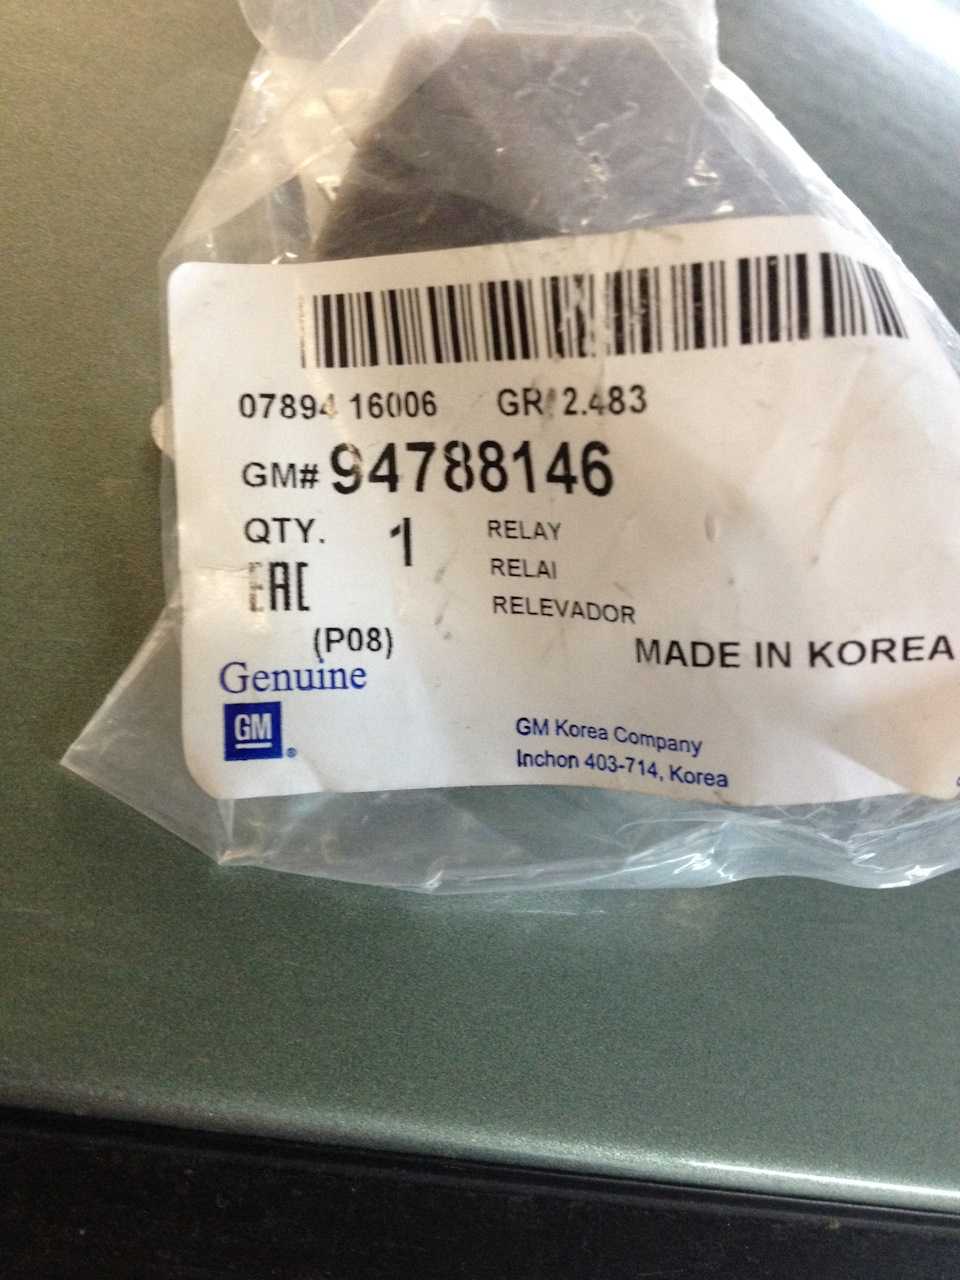 07894 16006 GR 2.483
GM# 94788146
QTY. 1 RELAY
RELAI
EAC
RELEVADOR
(P08)
MADE IN KOREA
Genuine
GM
®
GM Korea Company
Inchon 403-714, Korea